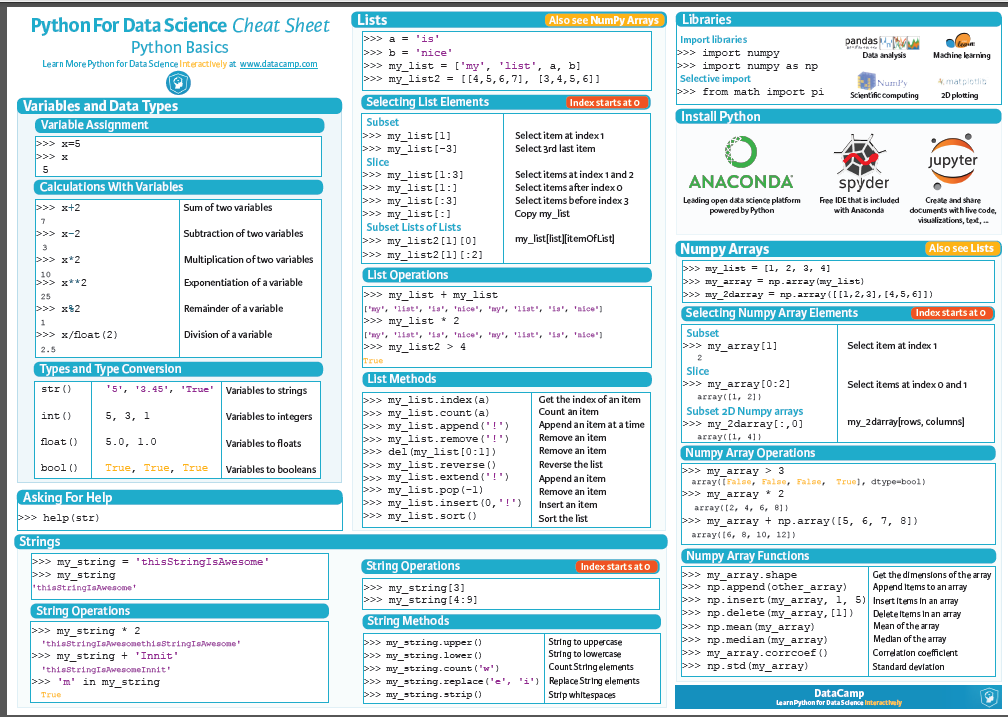 Python For Data Science Cheat Sheet
Python Basics
Learn More Python for Data Science Interactively at www.datacamp.com
Variables and Data Types
Variable Assignment
>>> x=5
>>> x
5
Calculations With Variables
>>> x+2 Sum of two variables
7
>>> x-2 Subtraction of two variables
3
>>> x*2 Multiplication of two variables
10
>>> x**2 Exponentiation of a variable
25
>>> x%2 Remainder of a variable
1
>>> x/float(2) Division of a variable
2.5
Types and Type Conversion
str() '5', '3.45', 'True' Variables to strings
int() 5, 3, 1 Variables to integers
float() 5.0, 1.0 Variables to floats
bool() True, True, True Variables to booleans
Asking For Help
>>> help(str)
Strings
>>> my_string = 'thisStringIsAwesome'
>>> my_string
'thisStringIsAwesome'
String Operations
>>> my_string * 2
'thisStringIsAwesomethisStringIsAwesome'
>>> my_string + 'Innit'
'thisStringIsAwesomeInnit'
>>> 'm' in my_string
True
Lists Also see NumPy Arrays
>>> a = 'is'
>>> b = 'nice'
>>> my_list = ['my', 'list', a, b]
>>> my_list2 = [[4,5,6,7], [3,4,5,6]]
Selecting List Elements Index starts at 0
Subset
>>> my_list[1] Select item at index 1
>>> my_list[-3] Select 3rd last item
Slice
>>> my_list[1:3] Select items at index 1 and 2
>>> my_list[1:] Select items after index 0
>>> my_list[:3] Select items before index 3
>>> my_list[:] Copy my_list
Subset Lists of Lists
>>> my_list2[1][0] my_list[list][itemOfList]
>>> my_list2[1][:2]
List Operations
>>> my_list + my_list
['my', 'list', 'is', 'nice', 'my', 'list', 'is', 'nice']
>>> my_list * 2
['my', 'list', 'is', 'nice', 'my', 'list', 'is', 'nice']
>>> my_list2 > 4
True
List Methods
>>> my_list.index(a) Get the index of an item
>>> my_list.count(a) Count an item
>>> my_list.append('!') Append an item at a time
>>> my_list.remove('!') Remove an item
>>> del(my_list[0:1]) Remove an item
>>> my_list.reverse() Reverse the list
>>> my_list.extend('!') Append an item
>>> my_list.pop(-1) Remove an item
>>> my_list.insert(0,'!') Insert an item
>>> my_list.sort() Sort the list
String Operations Index starts at 0
>>> my_string[3]
>>> my_string[4:9]
String Methods
>>> my_string.upper() String to uppercase
>>> my_string.lower() String to lowercase
>>> my_string.count('w') Count String elements
>>> my_string.replace('e', 'i') Replace String elements
>>> my_string.strip() Strip whitespaces
Libraries
Import libraries
>>> import numpy
>>> import numpy as np
Selective import
>>> from math import pi
pandas
Data analysis
learn
Machine learning
NumPy
Scientific computing
matplotlib
2D plotting
Install Python
ANACONDA
Leading open data science platform
powered by Python
spyder
Free IDE that is included
with Anaconda
jupyter
Create and share
documents with live code,
visualizations, text, ...
Numpy Arrays Also see Lists
>>> my_list = [1, 2, 3, 4]
>>> my_array = np.array(my_list)
>>> my_2darray = np.array([[1,2,3],[4,5,6]])
Selecting Numpy Array Elements Index starts at 0
Subset
>>> my_array[1] Select item at index 1
2
Slice
>>> my_array[0:2] Select items at index 0 and 1
array([1, 2])
Subset 2D Numpy arrays
>>> my_2darray[:,0] my_2darray[rows, columns]
array([1, 4])
Numpy Array Operations
>>> my_array > 3
array([False, False, False, True], dtype=bool)
>>> my_array * 2
array([2, 4, 6, 8])
>>> my_array + np.array([5, 6, 7, 8])
array([6, 8, 10, 12])
Numpy Array Functions
>>> my_array.shape Get the dimensions of the array
>>> np.append(other_array) Append items to an array
>>> np.insert(my_array, 1, 5) Insert items in an array
>>> np.delete(my_array,[1]) Delete items in an array
>>> np.mean(my_array) Mean of the array
>>> np.median(my_array) Median of the array
>>> my_array.corrcoef() Correlation coefficient
>>> np.std(my_array) Standard deviation
DataCamp
Learn Python for Data Science Interactively